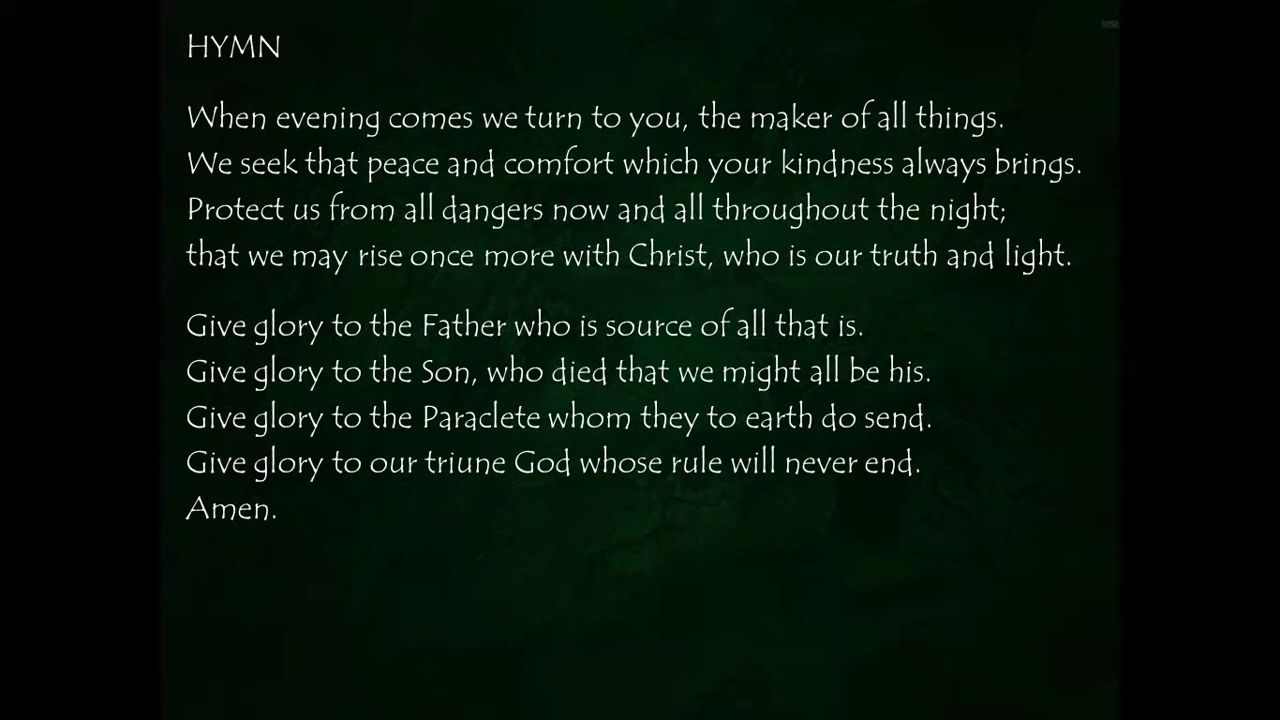 HYMN
When evening comes we turn to you, the maker of all things.
We seek that peace and comfort which your kindness always brings.
Protect us from all dangers now and all throughout the night;
that we may rise once more with Christ, who is our truth and light.
Give glory to the Father who is source of all that is.
Give glory to the Son, who died that we might all be his.
Give glory to the Paraclete whom they to earth do send.
Give glory to our triune God whose rule will never end.
Amen.